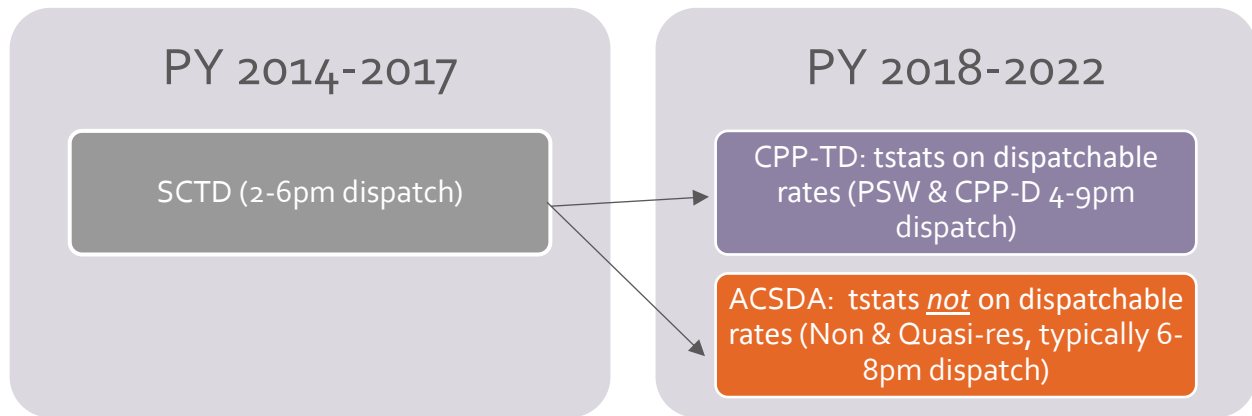 PY 2014-2017
SCTD (2-6pm dispatch)
PY 2018-2022
CPP-TD: tstats on dispatchable
rates (PSW & CPP-D 4-9pm
dispatch)
ACSDA:  tstats not on dispatchable
rates (Non & Quasi-res, typically 6-
8pm dispatch)